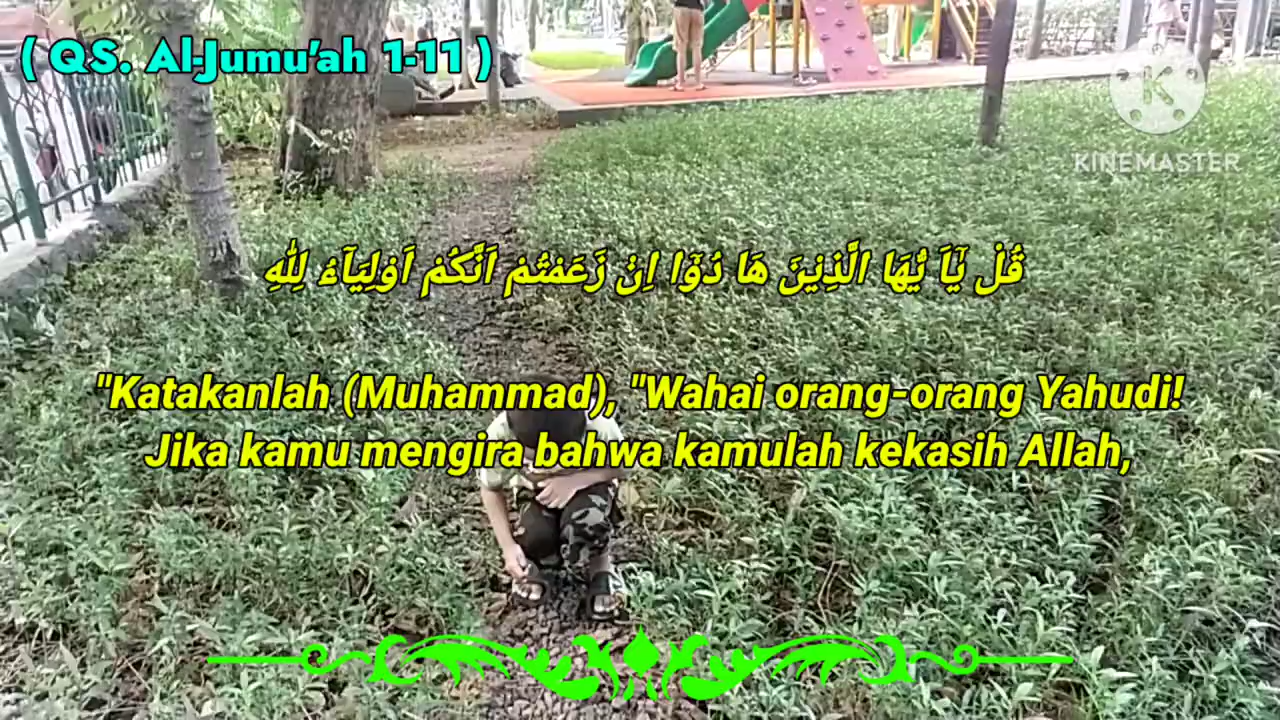 ( QS. Al-Jumu'ah 1-11 )
K
KINEMASTER
قُلْ يٰٓاَ يُّهَا الَّذِيْنَ هَا دُوْۤا اِنْ زَعَمْتُمْ اَنَّكُمْ اَوْلِيَآءُ لِلّٰهِ
"Katakanlah (Muhammad), "Wahai orang-orang Yahudi!
Jika kamu mengira bahwa kamulah kekasih Allah,